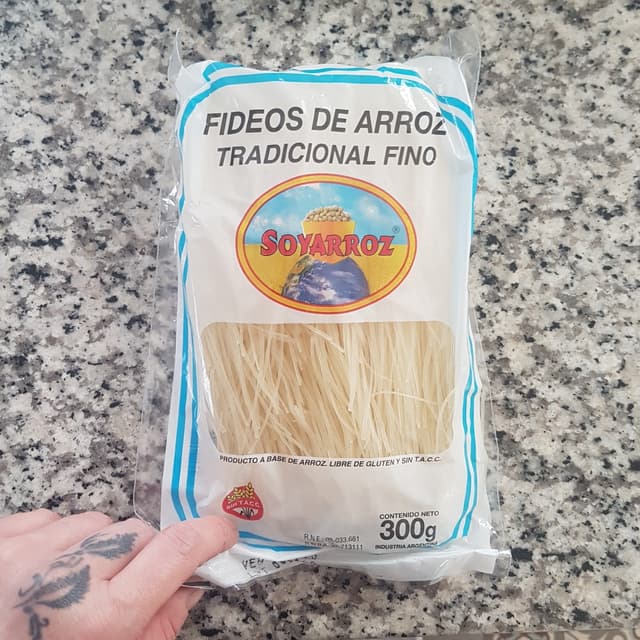 FIDEOS DE ARROZ
TRADICIONAL FINO
SOYARROZ®
PRODUCTO A BASE DE ARROZ. LIBRE DE GLUTEN Y SIN T.A.C.C.
SIN T.A.C.C.
CONTENIDO NETO
300g
R.N.E.
INDUSTRIA ARGENTINA